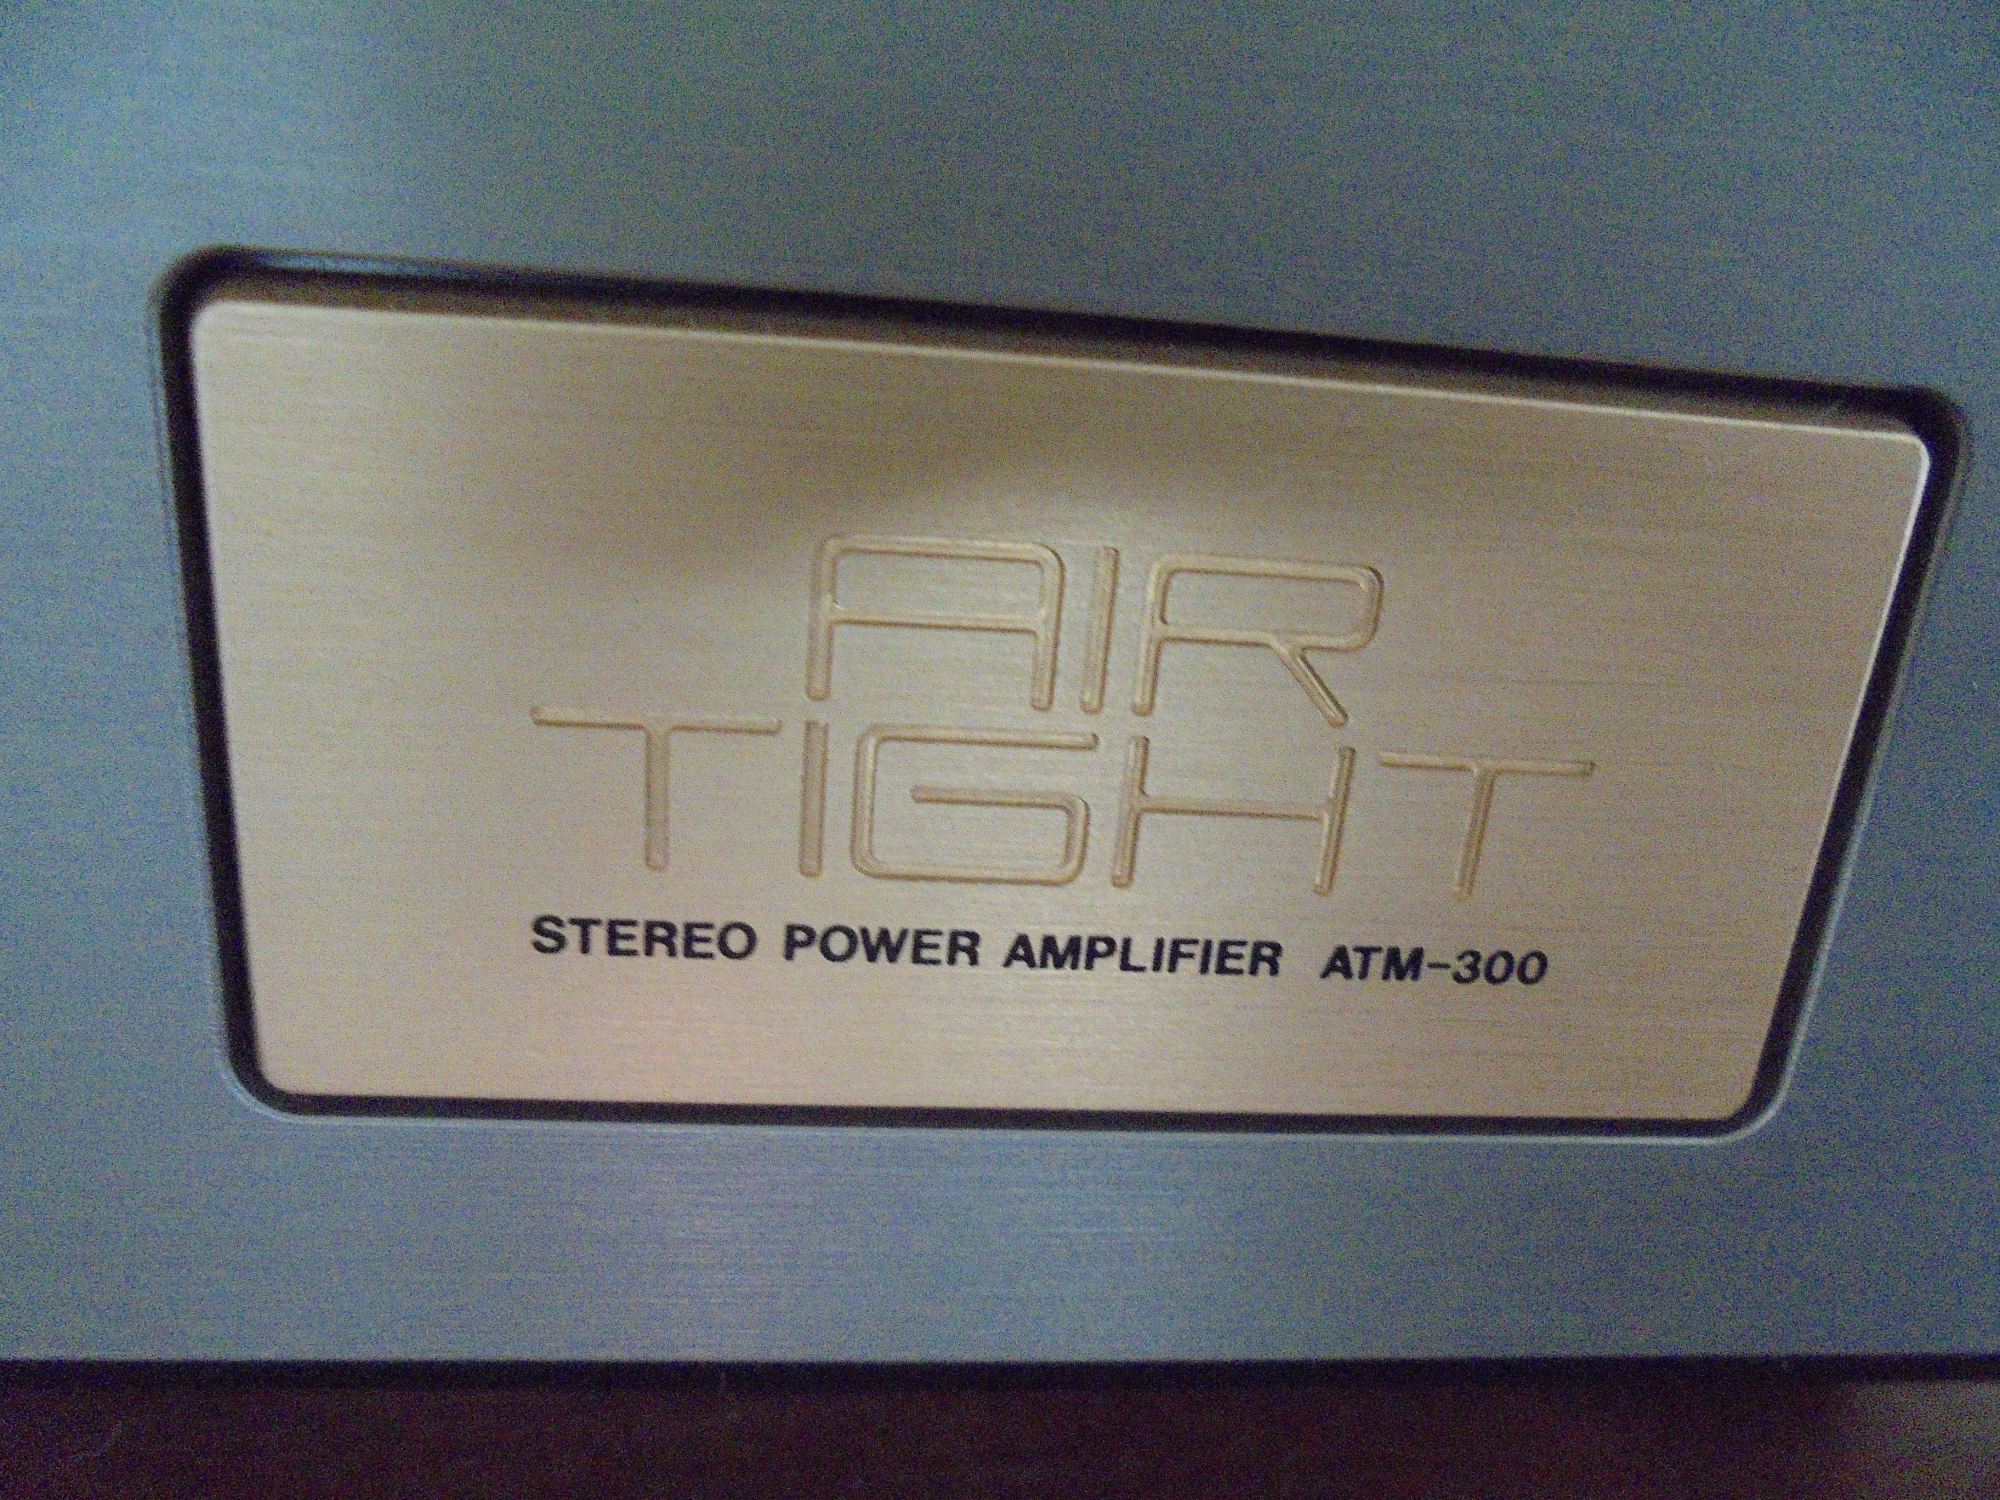 AIR
TIGHT
STEREO POWER AMPLIFIER ATM-300